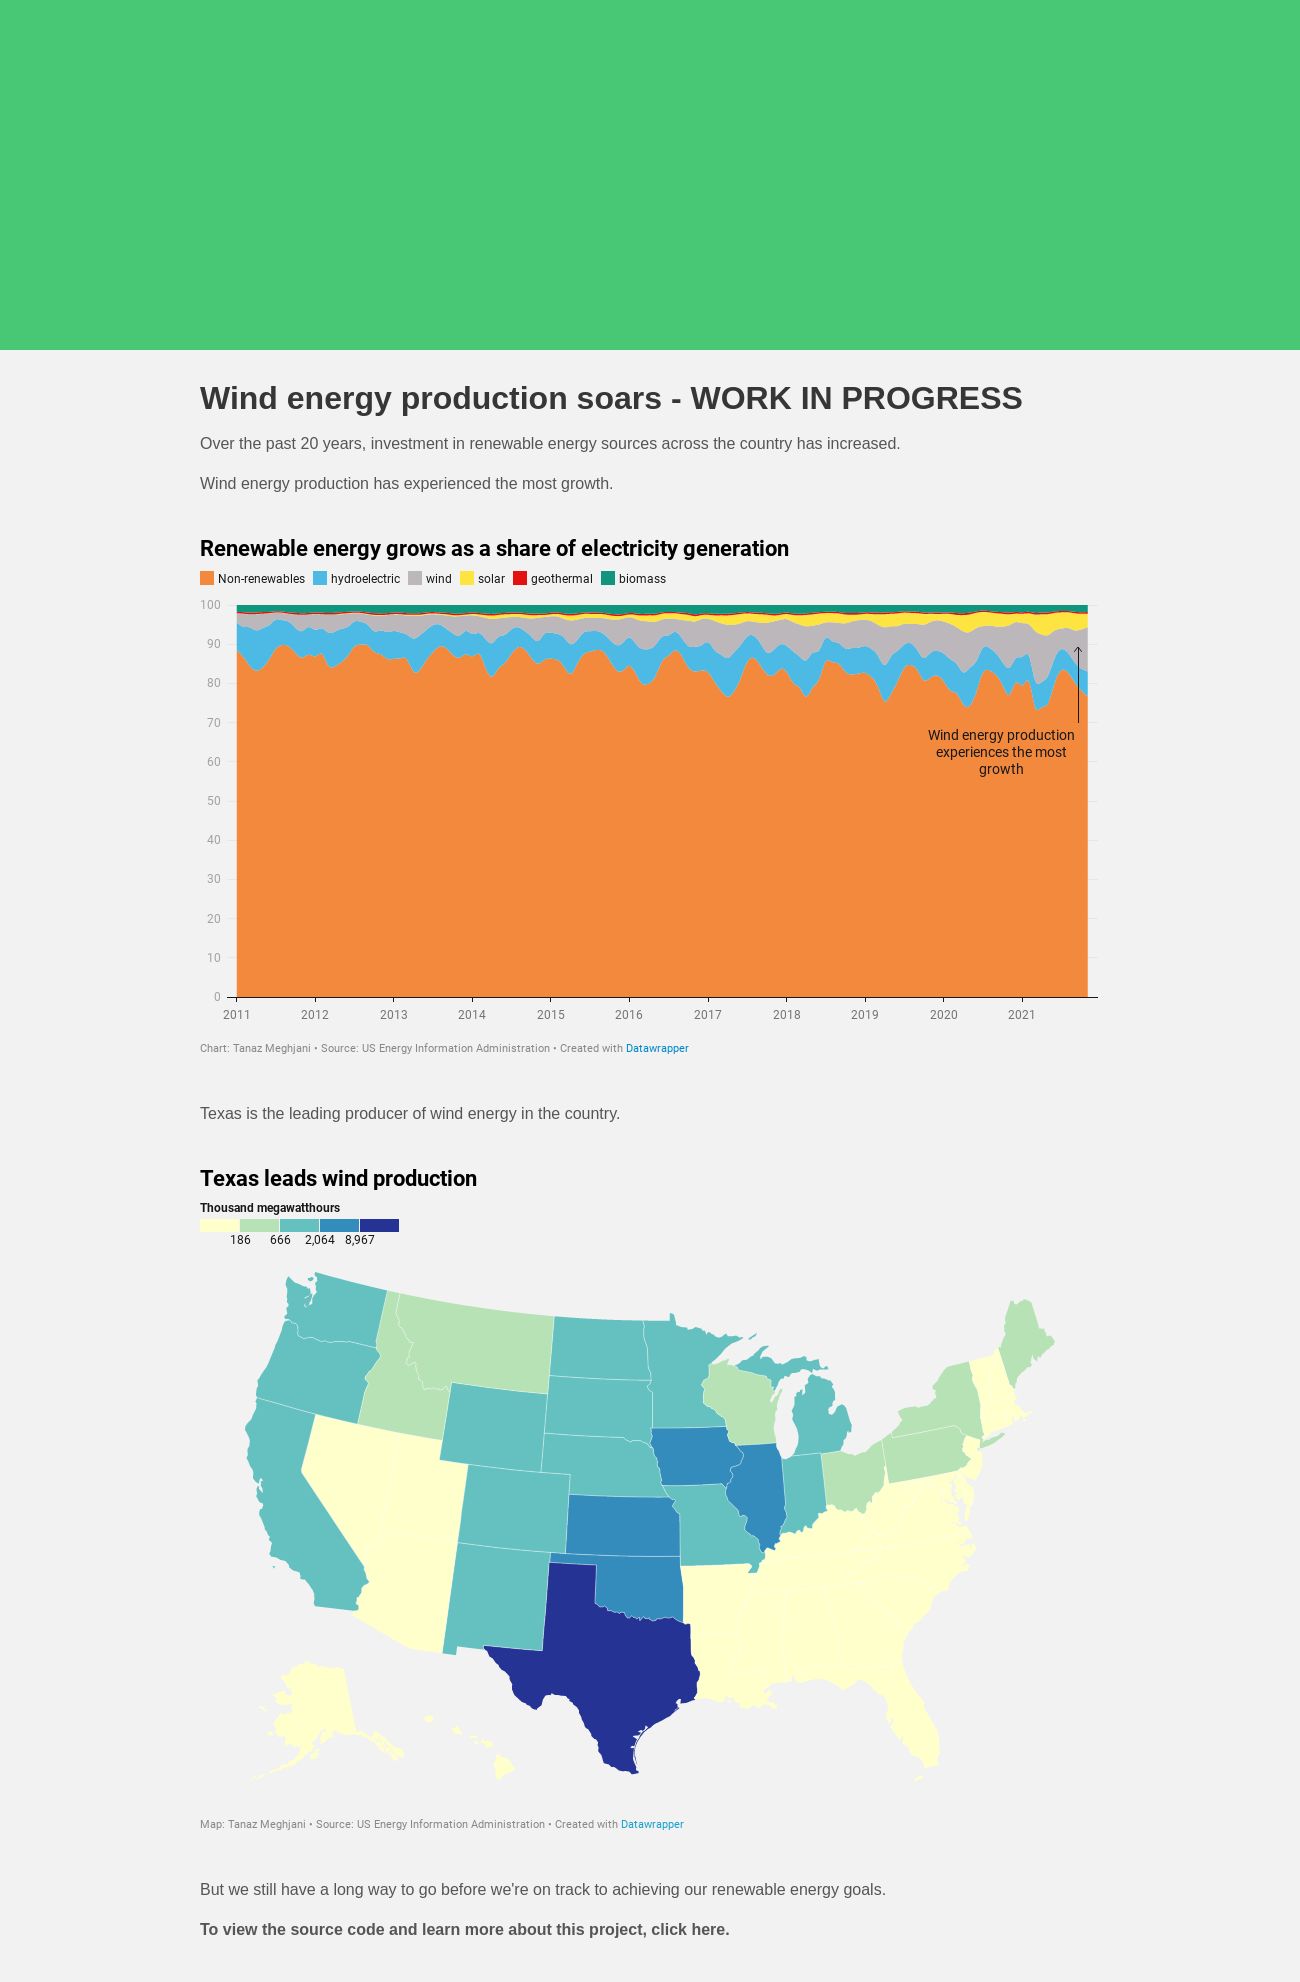 Wind energy production soars - WORK IN PROGRESS
Over the past 20 years, investment in renewable energy sources across the country has increased.
Wind energy production has experienced the most growth.
Renewable energy grows as a share of electricity generation
Non-renewables hydroelectric wind solar geothermal biomass
100
90
80
70
60
50
40
30
20
10
0
Wind energy production
experiences the most
growth
2011 2012 2013 2014 2015 2016 2017 2018 2019 2020 2021
Chart: Tanaz Meghjani • Source: US Energy Information Administration • Created with Datawrapper
Texas is the leading producer of wind energy in the country.
Texas leads wind production
Thousand megawatthours
186 666 2,064 8,967
Map: Tanaz Meghjani • Source: US Energy Information Administration • Created with Datawrapper
But we still have a long way to go before we're on track to achieving our renewable energy goals.
To view the source code and learn more about this project, click here.